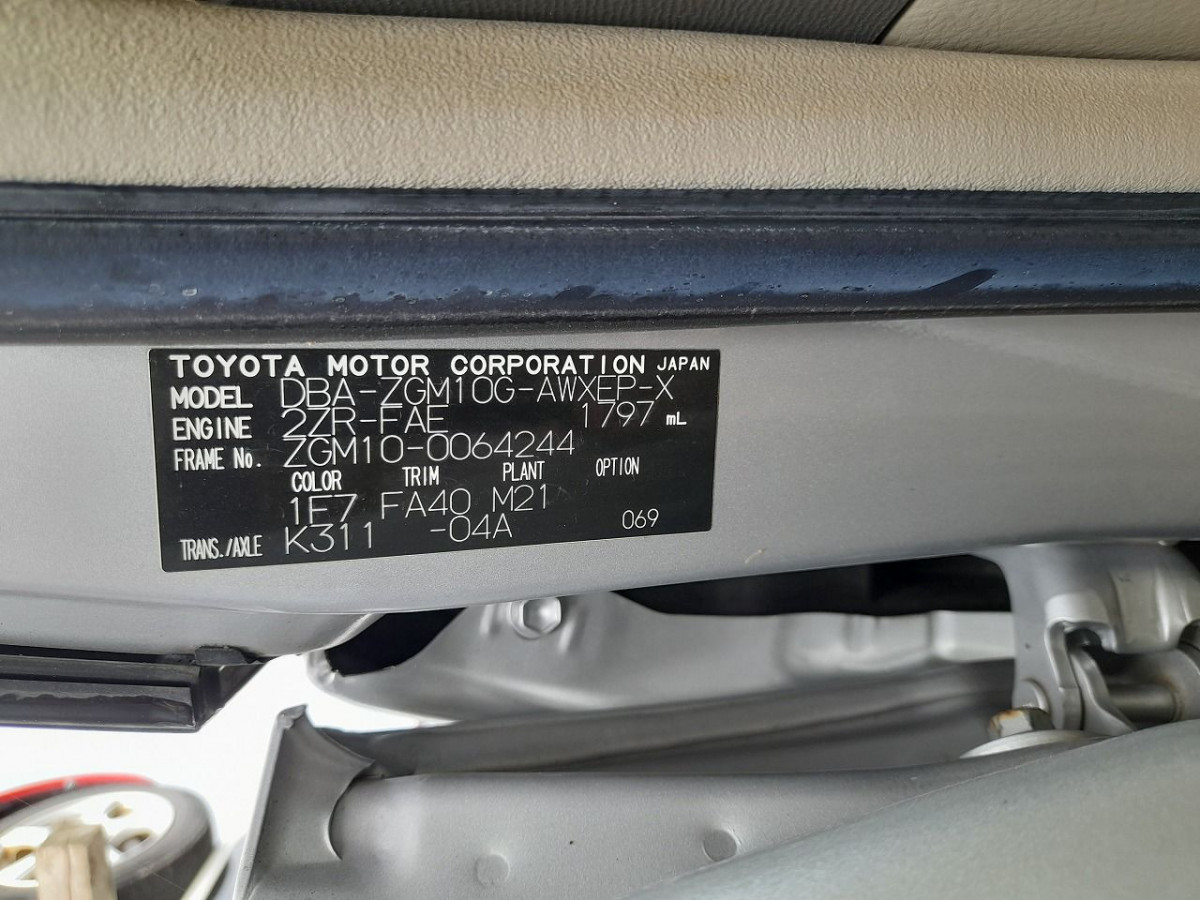 TOYOTA MOTOR CORPORATION JAPAN
MODEL DBA-ZGM10G-AWXEP-X
ENGINE 2ZR-FAE 1797 mL
FRAME No. ZGM10-0064244
COLOR TRIM PLANT OPTION
1F7 FA40 M21
TRANS./AXLE K311 -04A 069